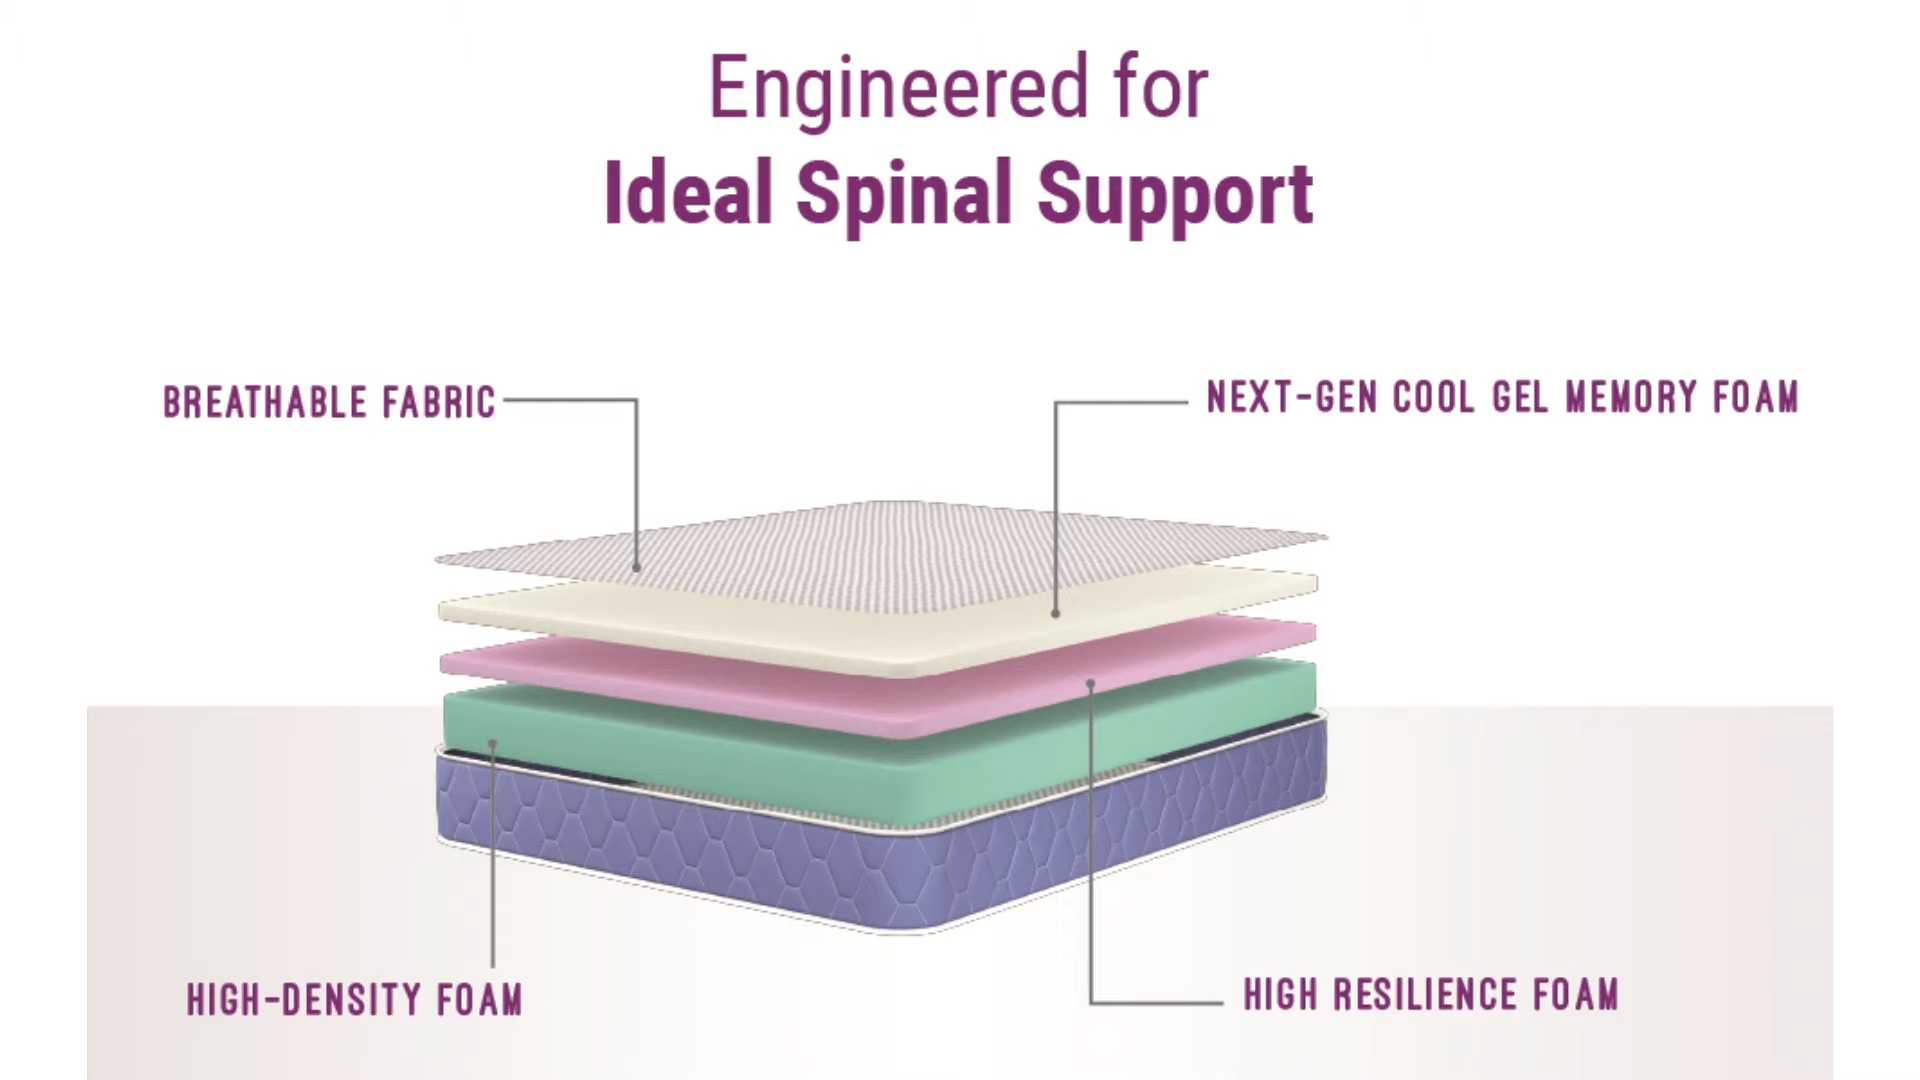 Engineered for
Ideal Spinal Support
BREATHABLE FABRIC
NEXT-GEN COOL GEL MEMORY FOAM
HIGH-DENSITY FOAM
HIGH RESILIENCE FOAM